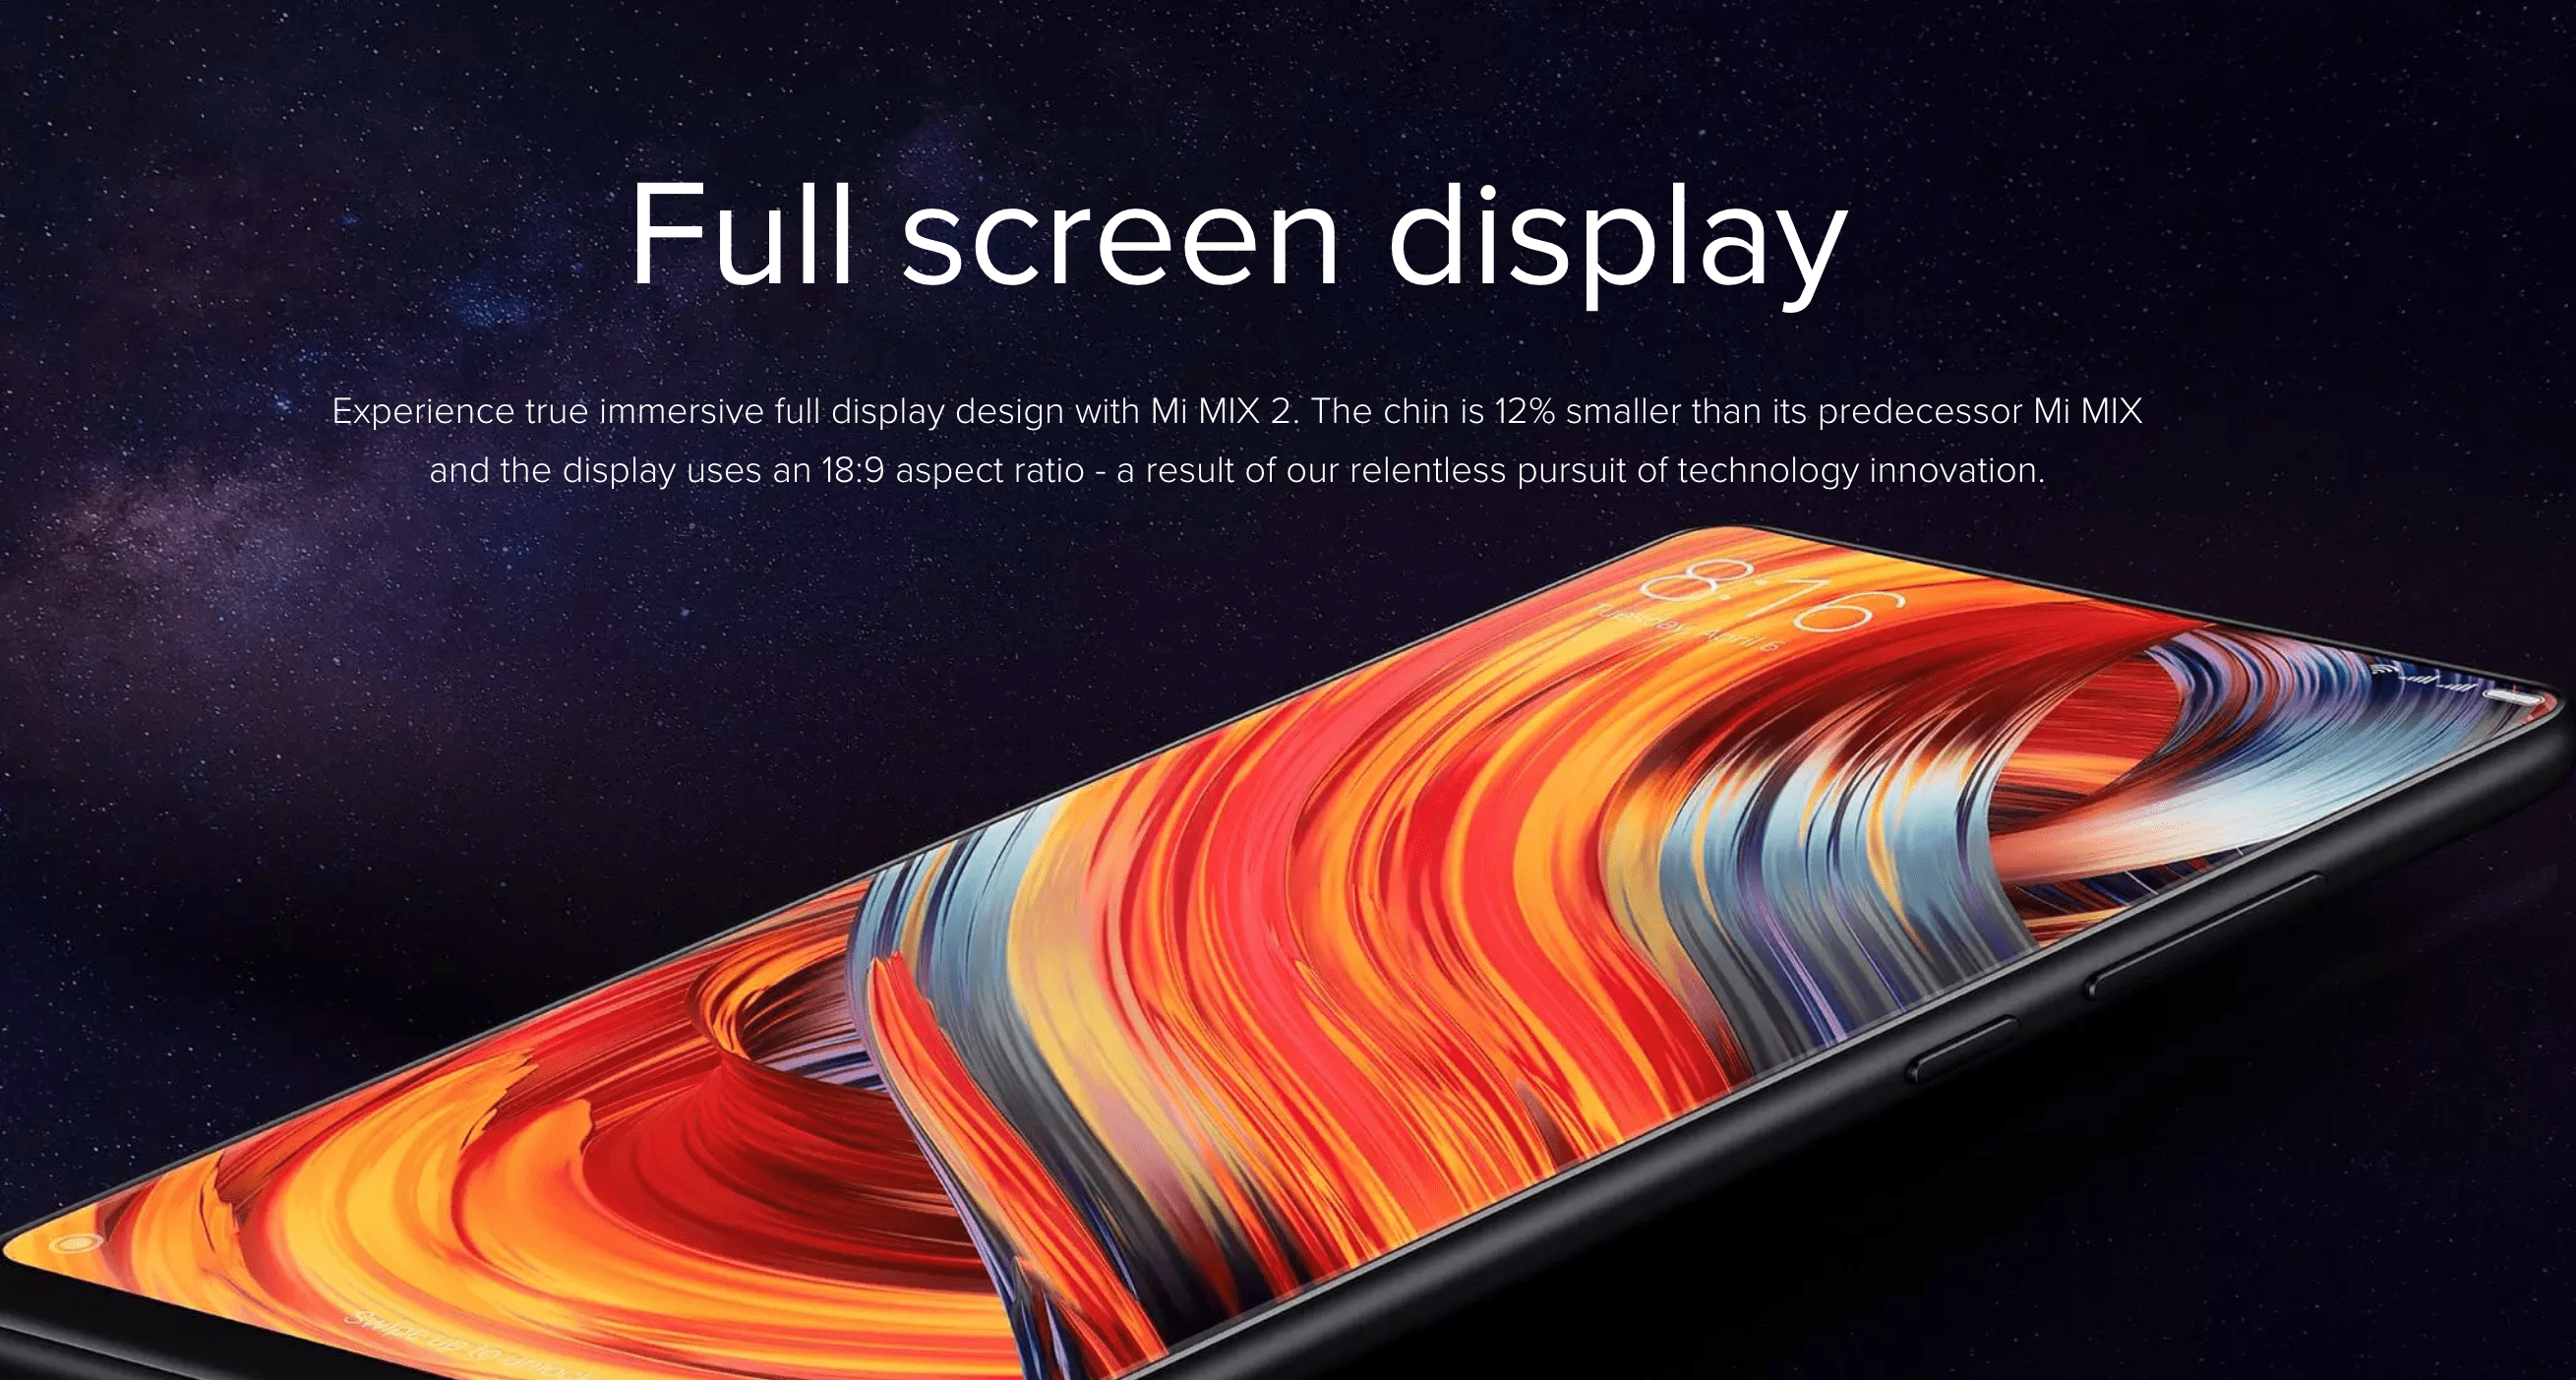 Full screen display
Experience true immersive full display design with Mi MIX 2. The chin is 12% smaller than its predecessor Mi MIX
and the display uses an 18:9 aspect ratio - a result of our relentless pursuit of technology innovation.
8:16
Tuesday, April 6
Swipe up to unlock